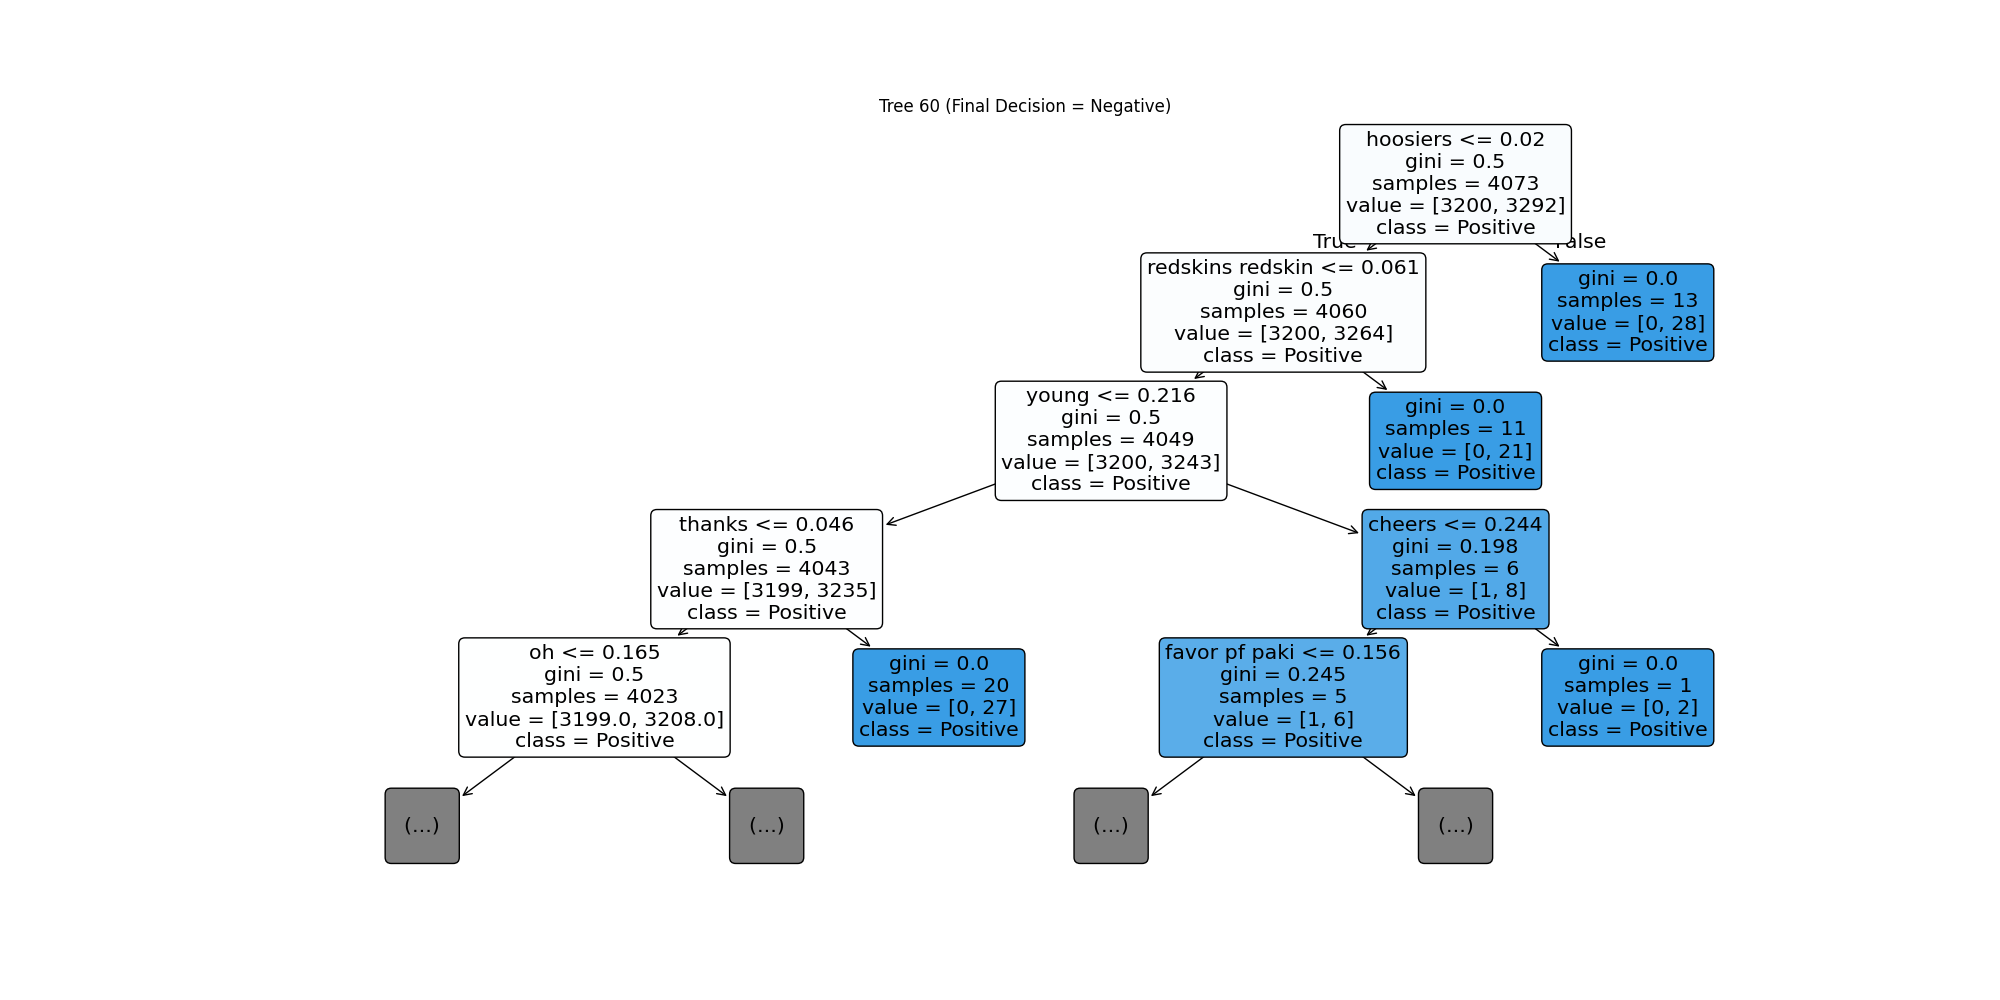 Tree 60 (Final Decision = Negative)
hoosiers <= 0.02
gini = 0.5
samples = 4073
value = [3200, 3292]
class = Positive
True
False
redskins redskin <= 0.061
gini = 0.5
samples = 4060
value = [3200, 3264]
class = Positive
gini = 0.0
samples = 13
value = [0, 28]
class = Positive
young <= 0.216
gini = 0.5
samples = 4049
value = [3200, 3243]
class = Positive
gini = 0.0
samples = 11
value = [0, 21]
class = Positive
thanks <= 0.046
gini = 0.5
samples = 4043
value = [3199, 3235]
class = Positive
cheers <= 0.244
gini = 0.198
samples = 6
value = [1, 8]
class = Positive
oh <= 0.165
gini = 0.5
samples = 4023
value = [3199.0, 3208.0]
class = Positive
gini = 0.0
samples = 20
value = [0, 27]
class = Positive
favor pf paki <= 0.156
gini = 0.245
samples = 5
value = [1, 6]
class = Positive
gini = 0.0
samples = 1
value = [0, 2]
class = Positive
(...)
(...)
(...)
(...)